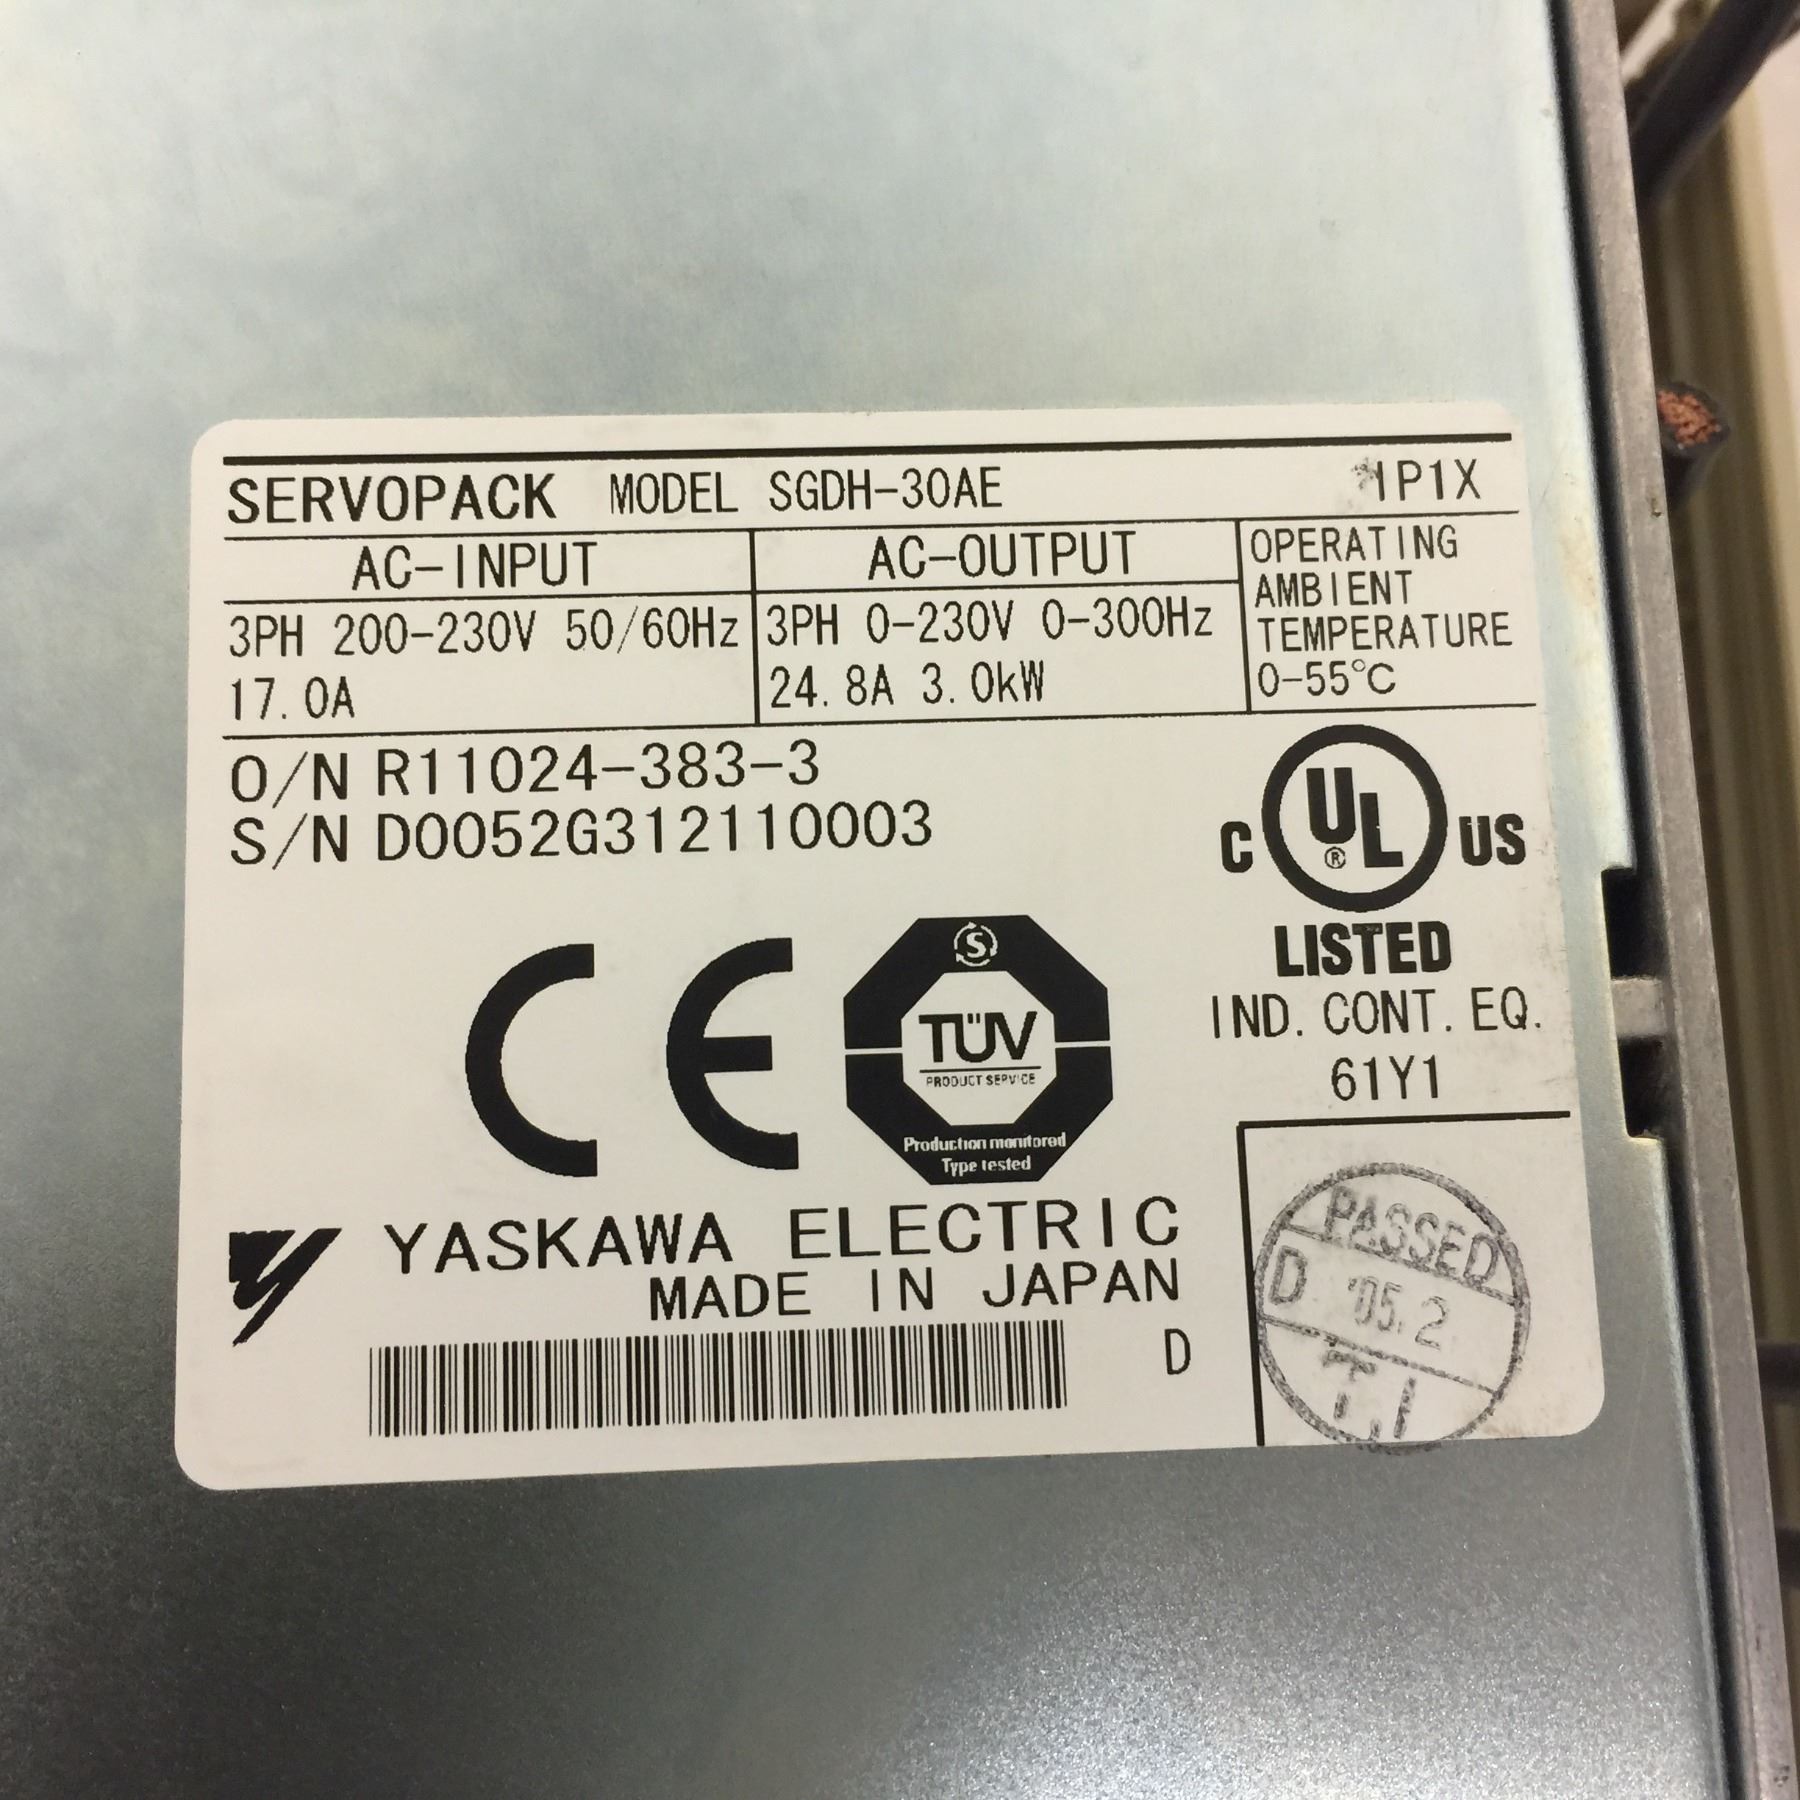 SERVOPACK MODEL SGDH-30AE 1P1X
AC-INPUT
3PH 200-230V 50/60Hz
17.0A
AC-OUTPUT
3PH 0-230V 0-300Hz
24.8A 3.0kW
OPERATING
AMBIENT
TEMPERATURE
0-55℃
O/N R11024-383-3
S/N D0052G312110003
C UL® US
LISTED
IND. CONT. EQ.
61Y1
CE
S
TÜV
PRODUCT SERVICE
Production monitored
Type tested
YASKAWA ELECTRIC
MADE IN JAPAN
D
PASSED
D '05.2
T.I